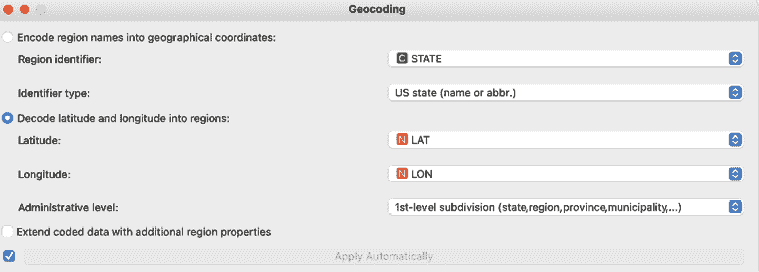 Geocoding
Encode region names into geographical coordinates:
Region identifier: C STATE
Identifier type: US state (name or abbr.)
Decode latitude and longitude into regions:
Latitude: N LAT
Longitude: N LON
Administrative level: 1st-level subdivision (state,region,province,municipality,...)
Extend coded data with additional region properties
Apply Automatically